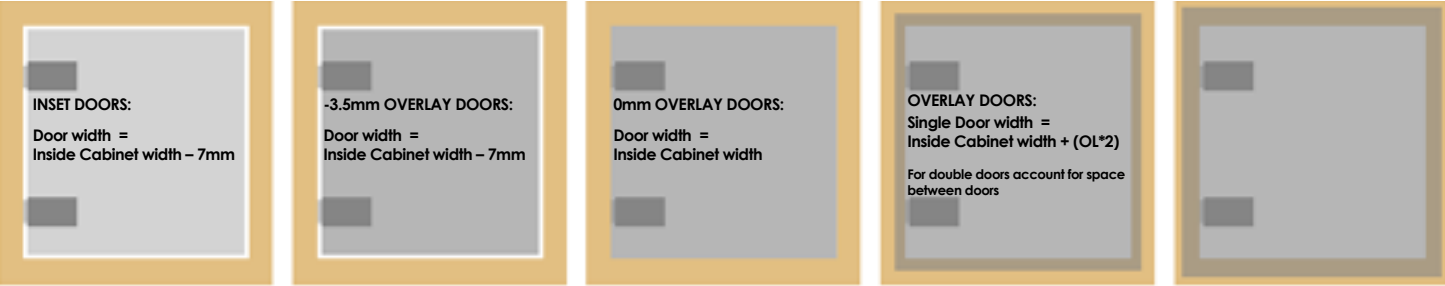 INSET DOORS:
Door width =
Inside Cabinet width – 7mm
-3.5mm OVERLAY DOORS:
Door width =
Inside Cabinet width – 7mm
0mm OVERLAY DOORS:
Door width =
Inside Cabinet width
OVERLAY DOORS:
Single Door width =
Inside Cabinet width + (OL*2)
For double doors account for space
between doors